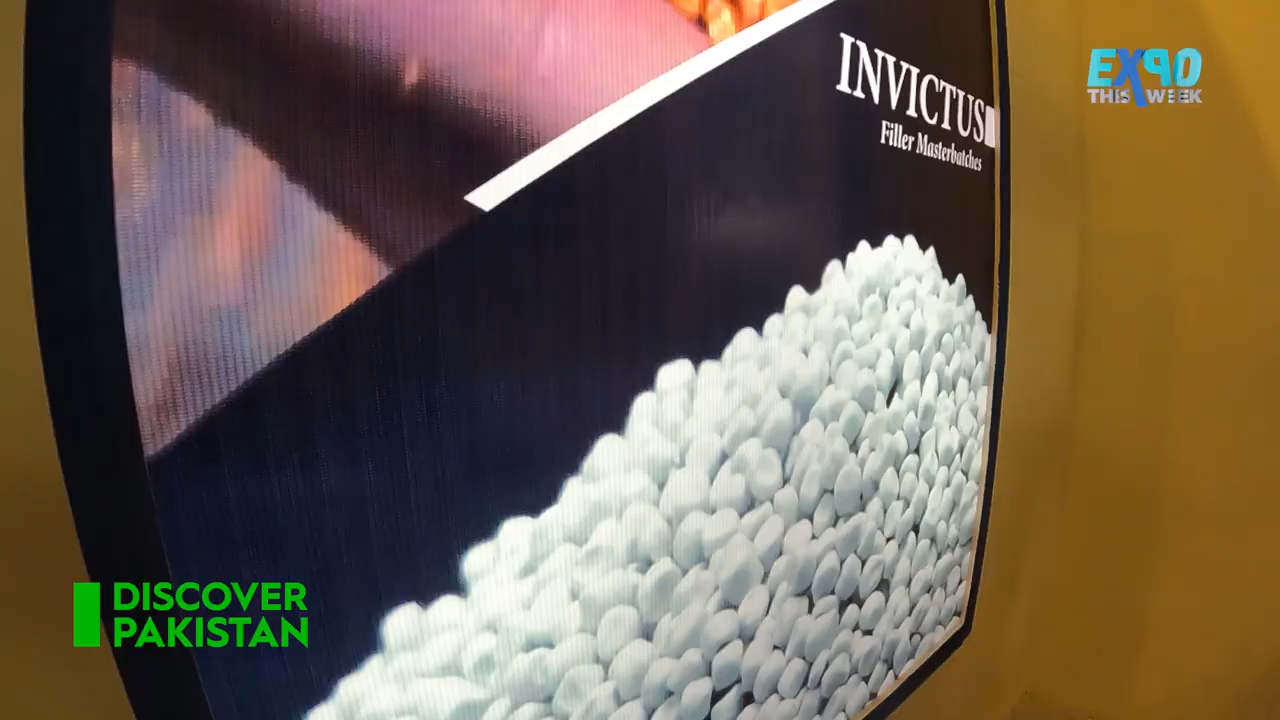 EXPO
THIS WEEK
INVICTUS
Filler Masterbatches
DISCOVER
PAKISTAN